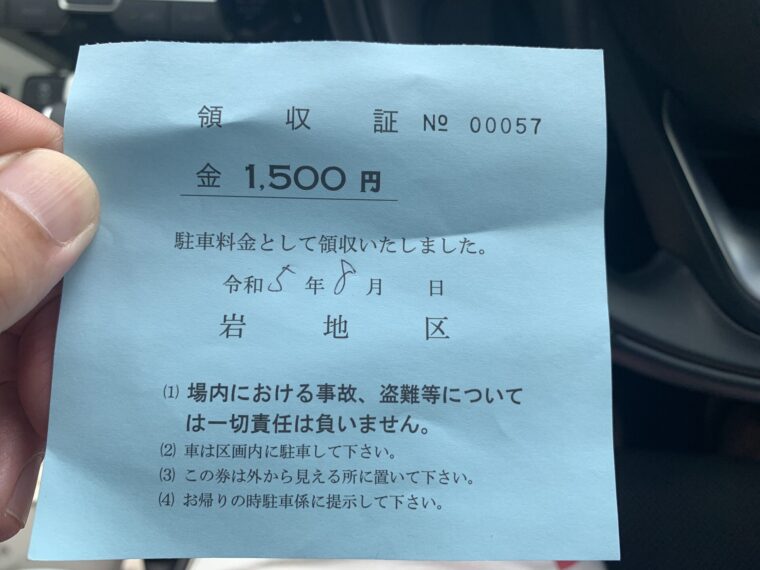 領 収 証 № 00057
金 1,500 円
駐車料金として領収いたしました。
令和5年8月 日
岩 地 区
(1) 場内における事故、盗難等について
は一切責任は負いません。
(2) 車は区画内に駐車して下さい。
(3) この券は外から見える所に置いて下さい。
(4) お帰りの時駐車係に提示して下さい。